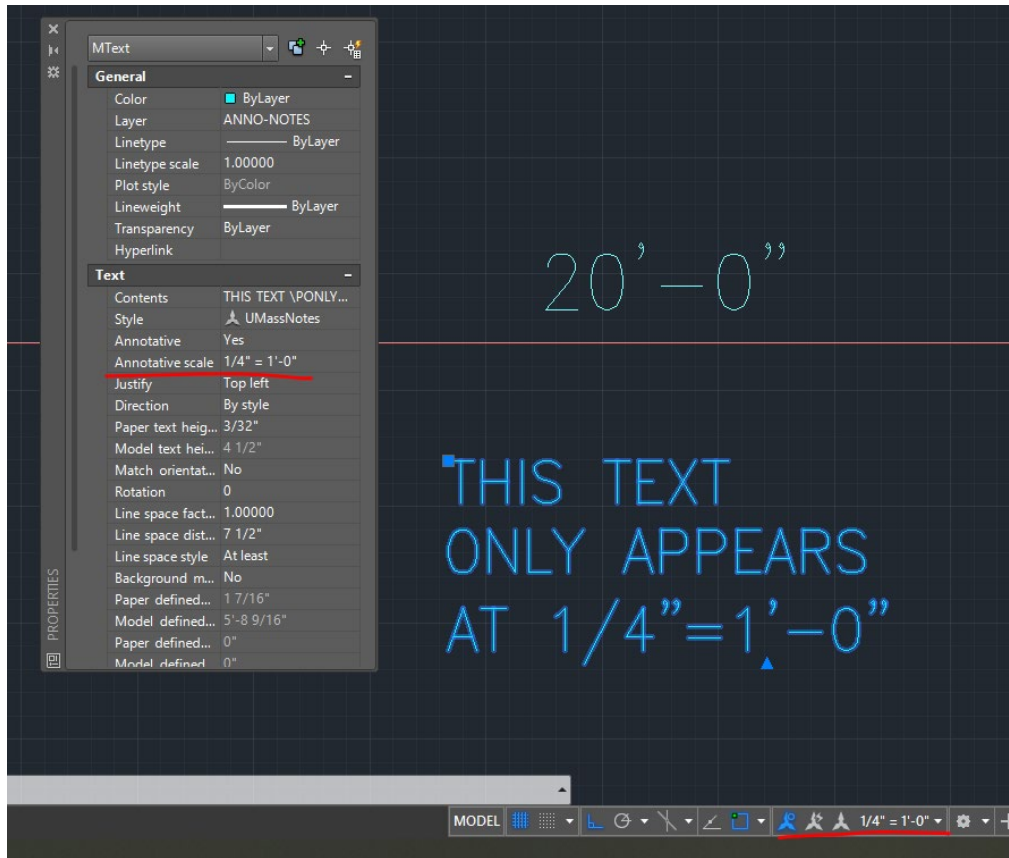 MText
General
Color ByLayer
Layer ANNO-NOTES
Linetype ByLayer
Linetype scale 1.00000
Plot style ByColor
Lineweight ByLayer
Transparency ByLayer
Hyperlink
Text
Contents THIS TEXT \PONLY...
Style UMassNotes
Annotative Yes
Annotative scale 1/4" = 1'-0"
Justify Top left
Direction By style
Paper text heig... 3/32"
Model text hei... 4 1/2"
Match orientat... No
Rotation 0
Line space fact... 1.00000
Line space dist... 7 1/2"
Line space style At least
Background m... No
Paper defined... 1 7/16"
Model defined... 5'-8 9/16"
Paper defined... 0"
Model defined 0"
PROPERTIES
20'-0"
THIS TEXT
ONLY APPEARS
AT 1/4"=1'-0"
MODEL 1/4" = 1'-0"